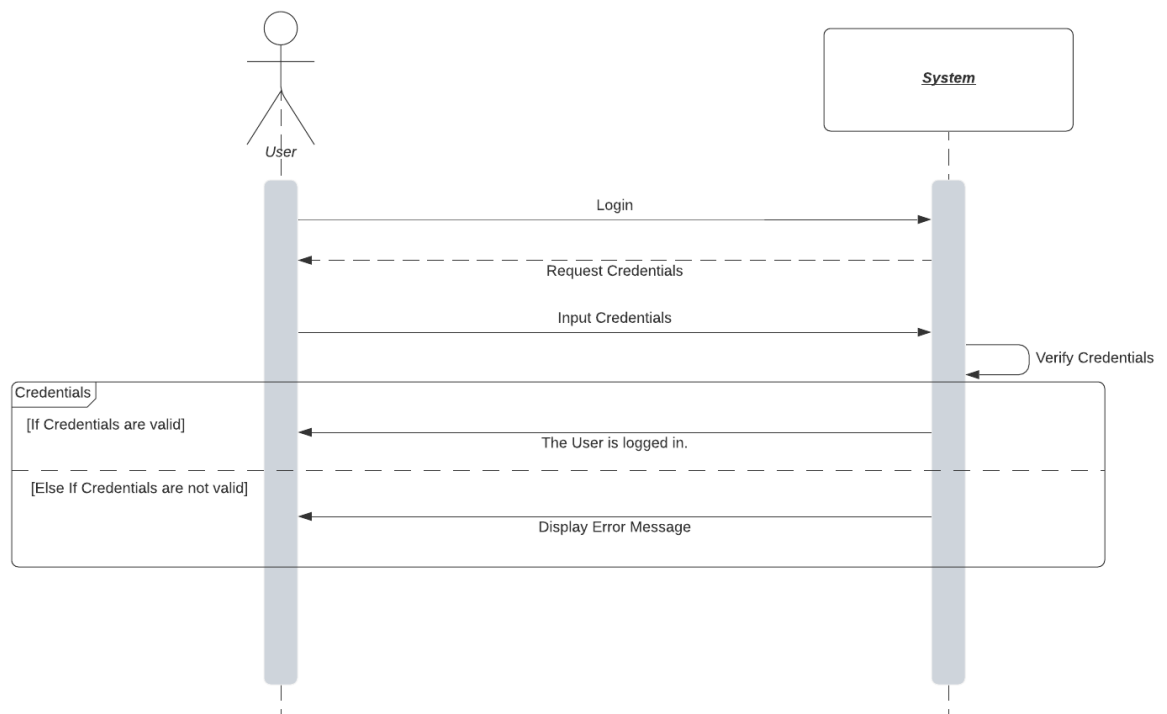 System
User
Login
Request Credentials
Input Credentials
Verify Credentials
Credentials
[If Credentials are valid]
The User is logged in.
[Else If Credentials are not valid]
Display Error Message